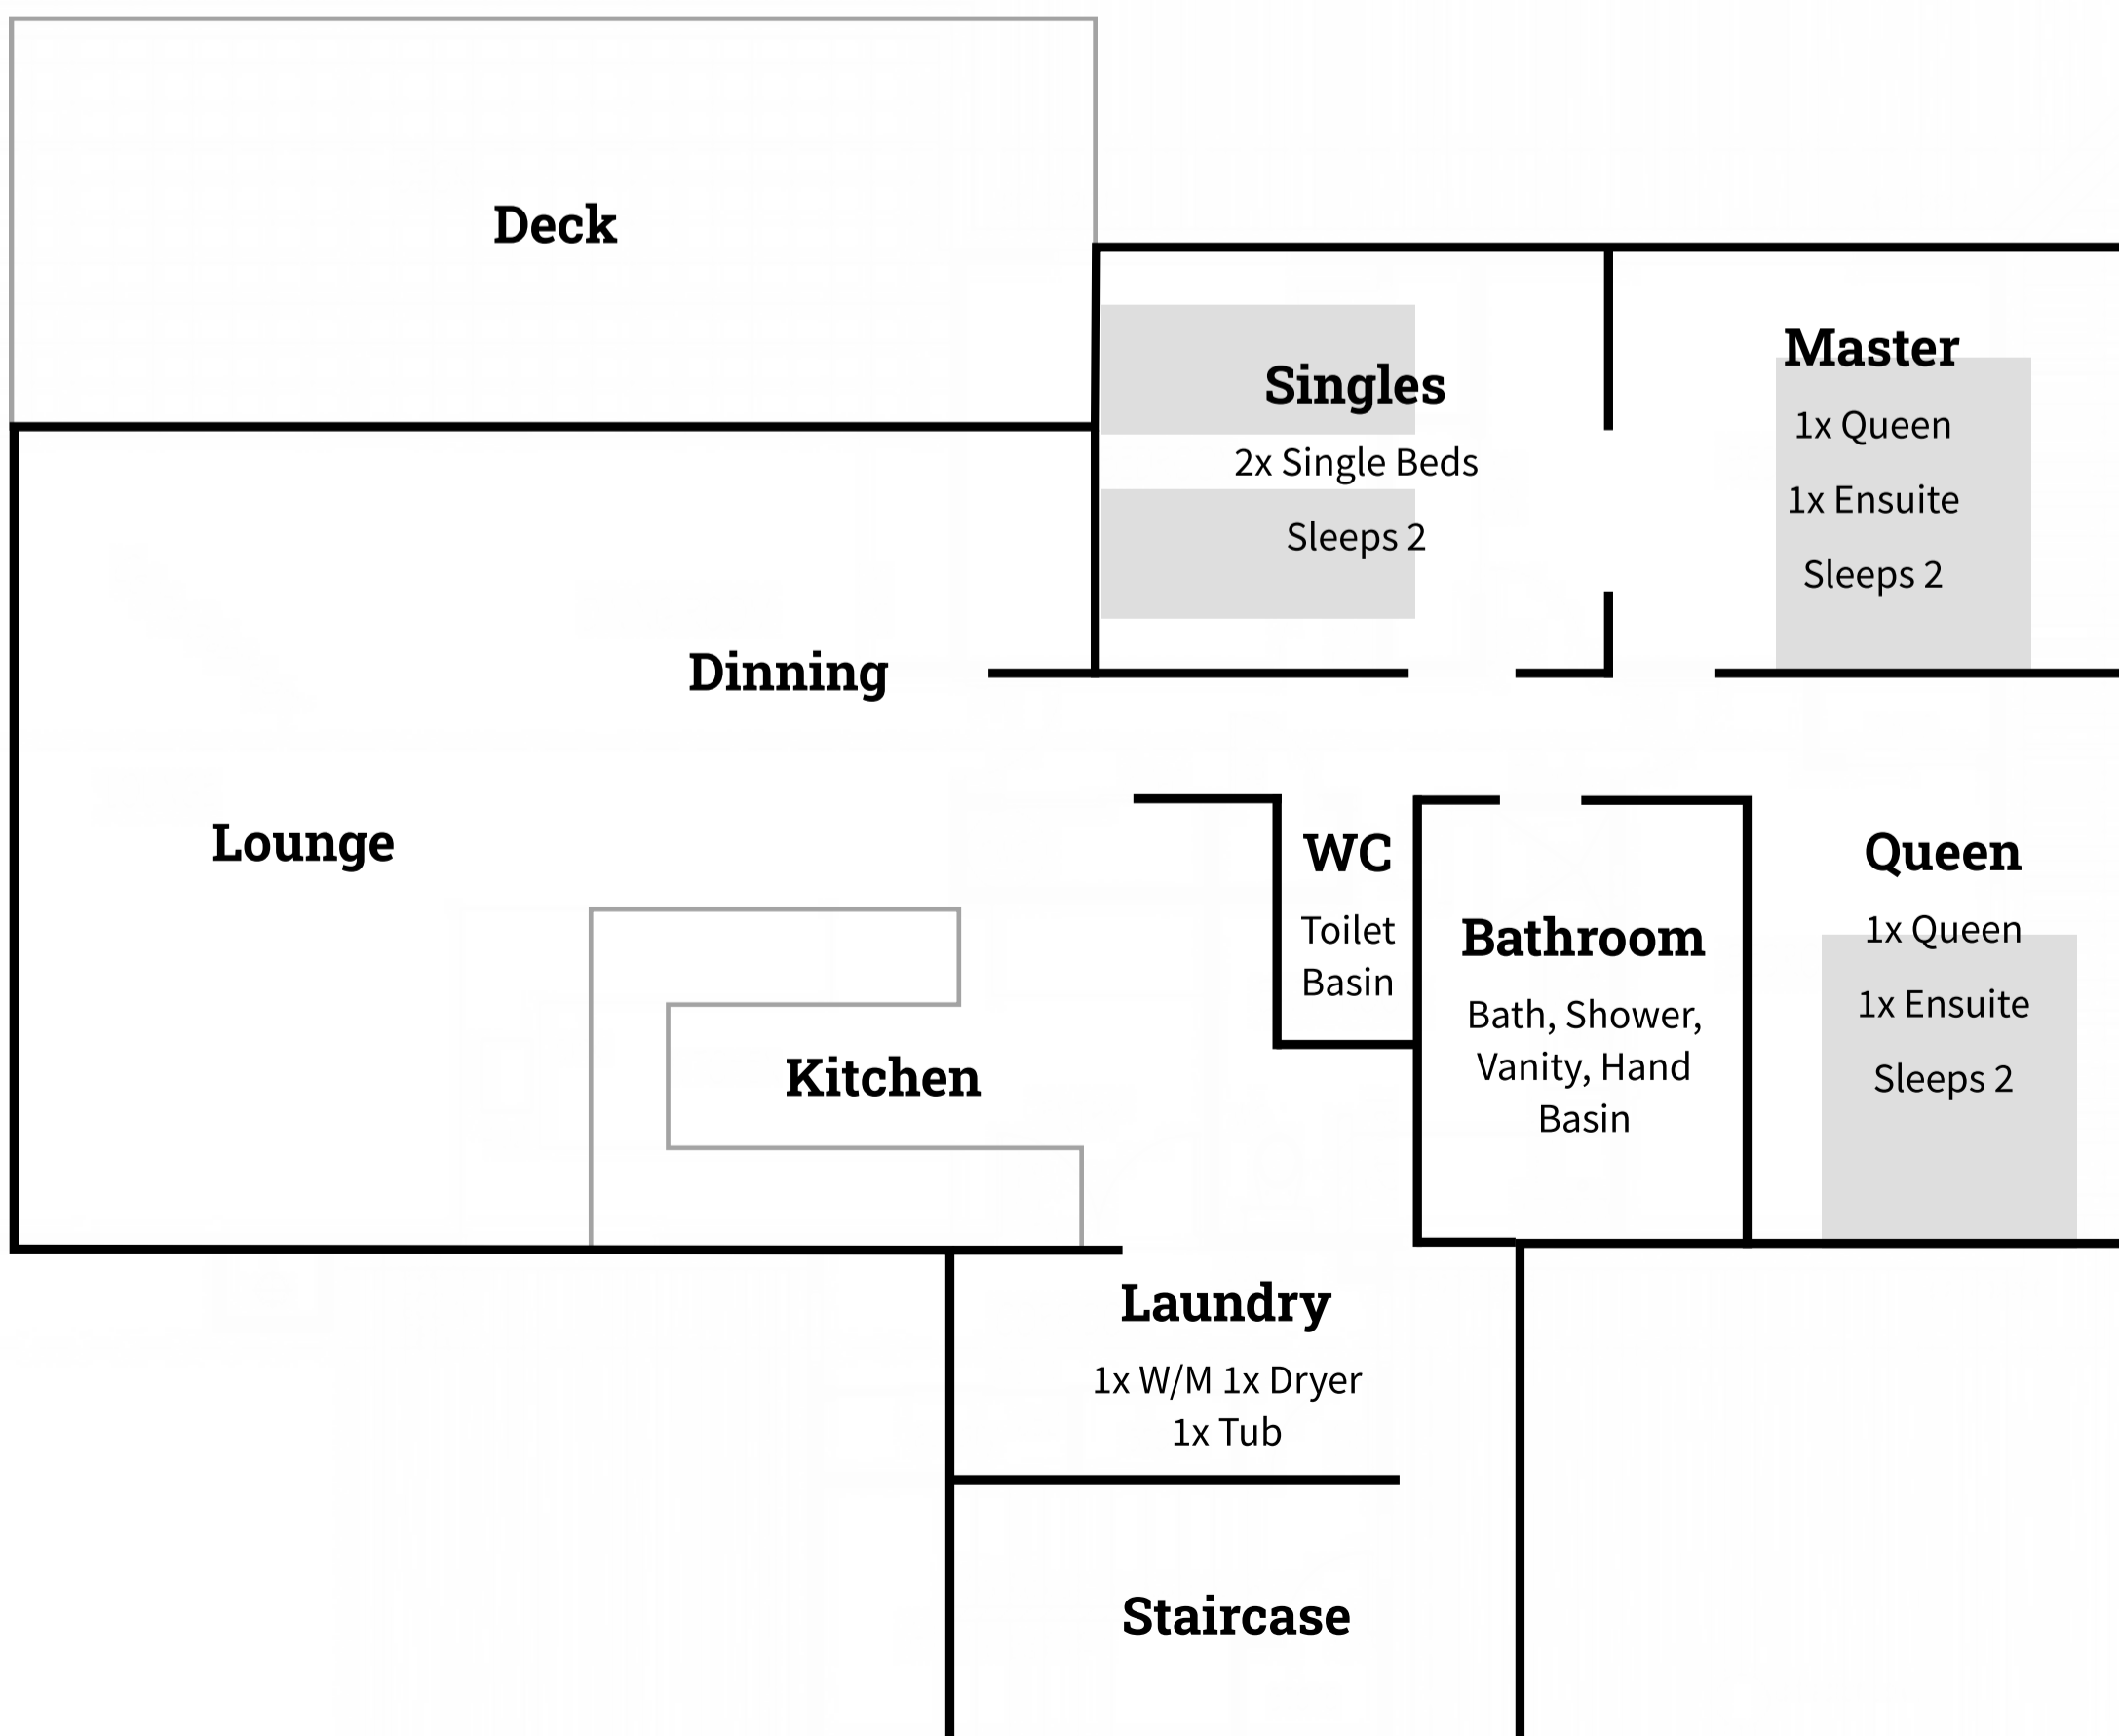 Deck
Singles
2x Single Beds
Sleeps 2
Master
1x Queen
1x Ensuite
Sleeps 2
Dinning
Lounge
Kitchen
WC
Toilet
Basin
Bathroom
Bath, Shower,
Vanity, Hand
Basin
Queen
1x Queen
1x Ensuite
Sleeps 2
Laundry
1x W/M 1x Dryer
1x Tub
Staircase